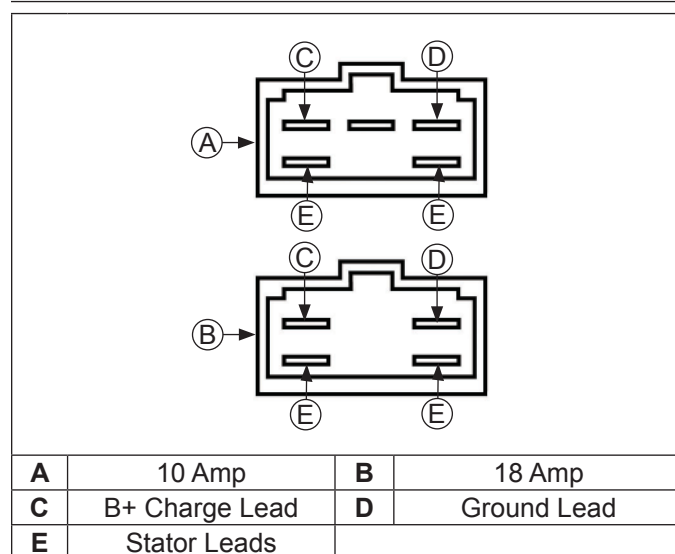 C D
A
E E
C D
B
E E
A 10 Amp B 18 Amp
C B+ Charge Lead D Ground Lead
E Stator Leads